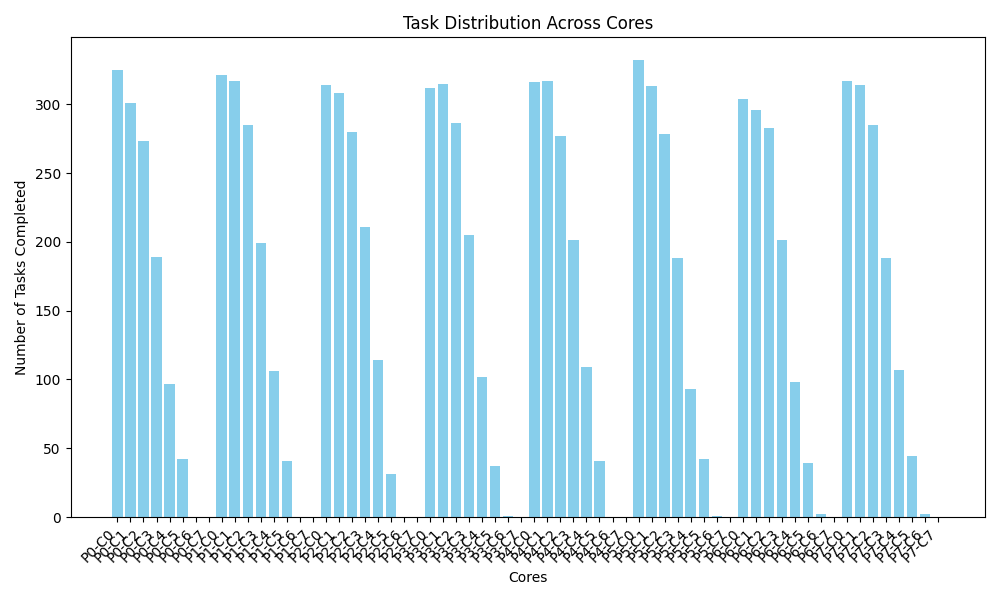 Task Distribution Across Cores
Number of Tasks Completed
300
250
200
150
100
50
0
P0-C0
P0-C1
P0-C2
P0-C3
P0-C4
P0-C5
P0-C6
P0-C7
P1-C0
P1-C1
P1-C2
P1-C3
P1-C4
P1-C5
P1-C6
P1-C7
P2-C0
P2-C1
P2-C2
P2-C3
P2-C4
P2-C5
P2-C6
P2-C7
P3-C0
P3-C1
P3-C2
P3-C3
P3-C4
P3-C5
P3-C6
P3-C7
P4-C0
P4-C1
P4-C2
P4-C3
P4-C4
P4-C5
P4-C6
P4-C7
P5-C0
P5-C1
P5-C2
P5-C3
P5-C4
P5-C5
P5-C6
P5-C7
P6-C0
P6-C1
P6-C2
P6-C3
P6-C4
P6-C5
P6-C6
P6-C7
P7-C0
P7-C1
P7-C2
P7-C3
P7-C4
P7-C5
P7-C6
P7-C7
Cores